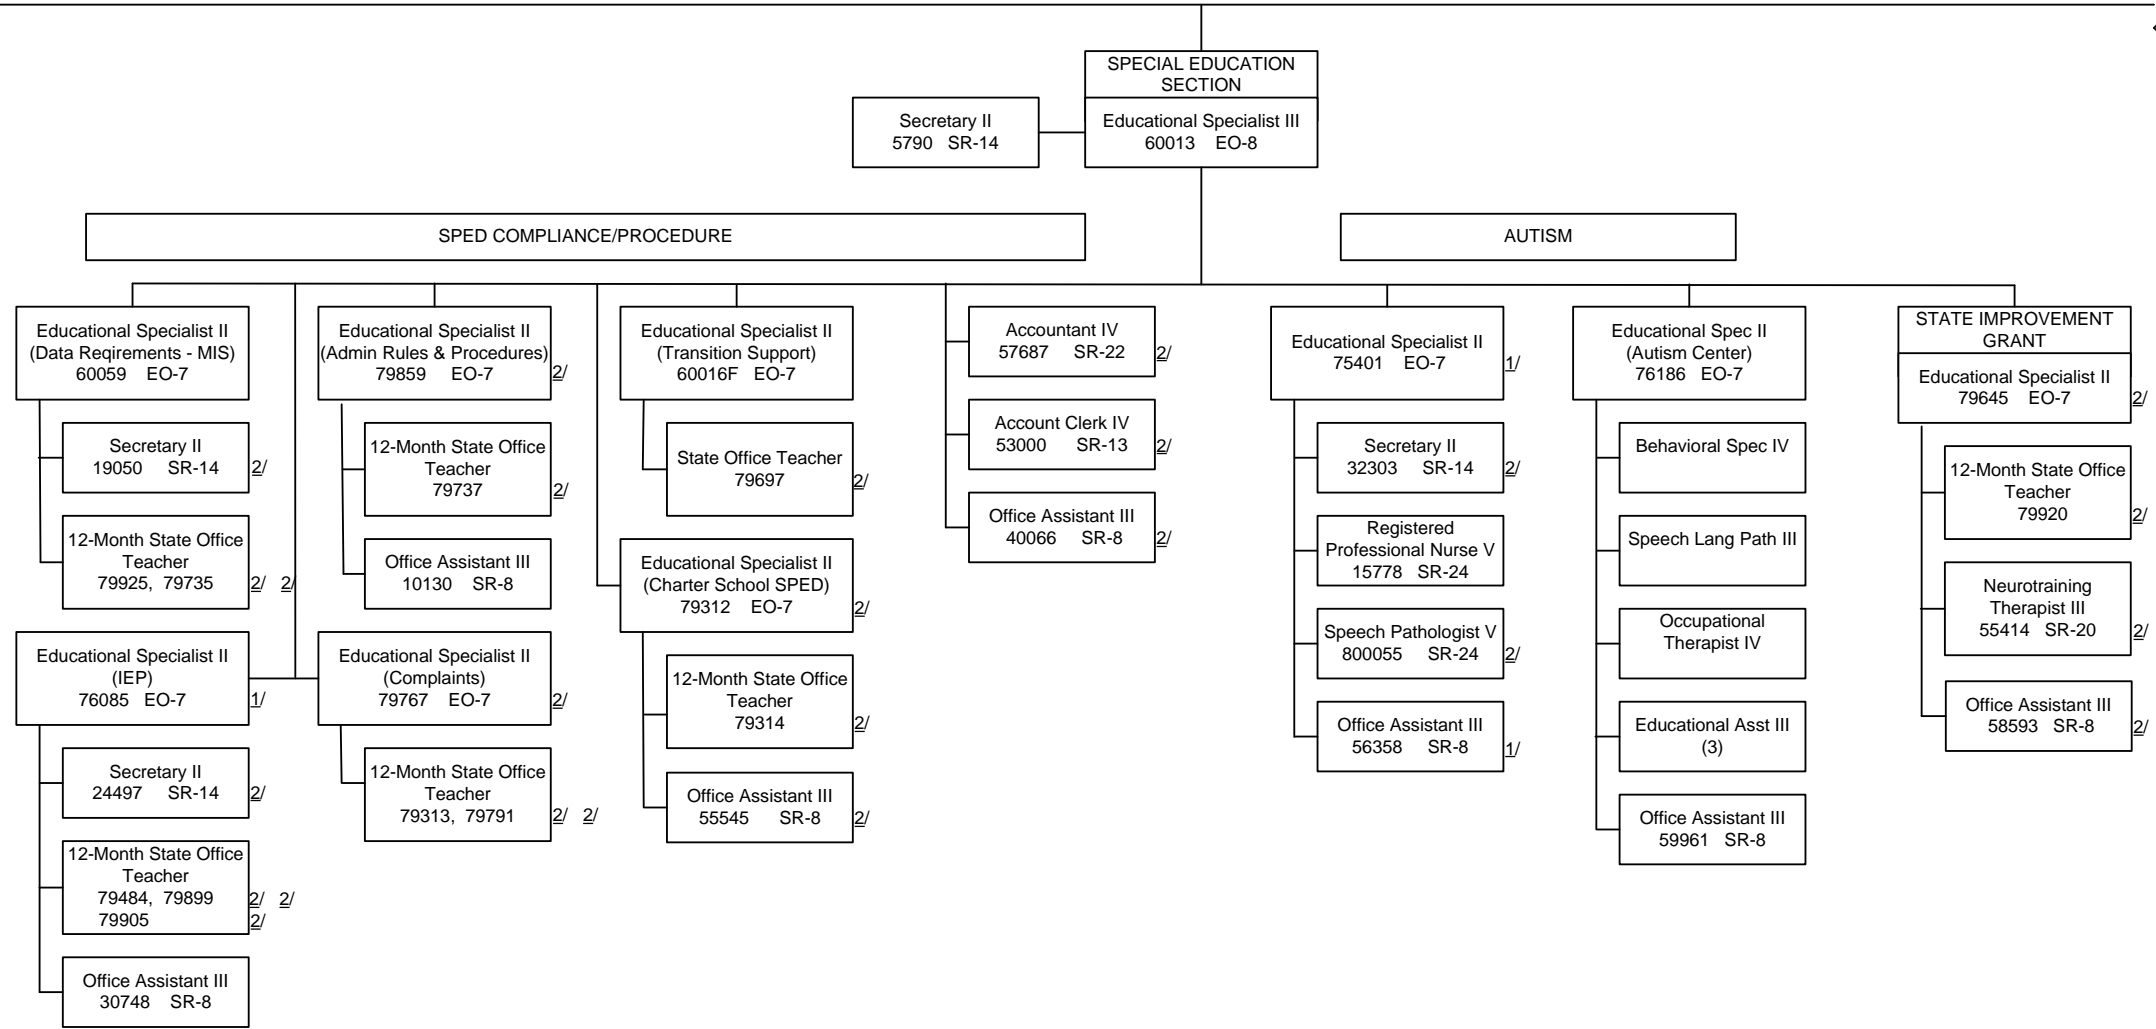 SPECIAL EDUCATION
SECTION
Secretary II
5790 SR-14
Educational Specialist III
60013 EO-8
SPED COMPLIANCE/PROCEDURE
AUTISM
Educational Specialist II
(Data Reqirements - MIS)
60059 EO-7
Secretary II
19050 SR-14 2/
12-Month State Office
Teacher
79925, 79735 2/ 2/
Educational Specialist II
(IEP)
76085 EO-7 1/
Secretary II
24497 SR-14 2/
12-Month State Office
Teacher
79484, 79899 2/ 2/
79905 2/
Office Assistant III
30748 SR-8
Educational Specialist II
(Admin Rules & Procedures)
79859 EO-7 2/
12-Month State Office
Teacher
79737 2/
Office Assistant III
10130 SR-8
Educational Specialist II
(Complaints)
79767 EO-7 2/
12-Month State Office
Teacher
79313, 79791 2/ 2/
Educational Specialist II
(Transition Support)
60016F EO-7
State Office Teacher
79697 2/
Educational Specialist II
(Charter School SPED)
79312 EO-7 2/
12-Month State Office
Teacher
79314 2/
Office Assistant III
55545 SR-8 2/
Accountant IV
57687 SR-22 2/
Account Clerk IV
53000 SR-13 2/
Office Assistant III
40066 SR-8 2/
Educational Specialist II
75401 EO-7 1/
Secretary II
32303 SR-14 2/
Registered
Professional Nurse V
15778 SR-24
Speech Pathologist V
800055 SR-24 2/
Office Assistant III
56358 SR-8 1/
Educational Spec II
(Autism Center)
76186 EO-7
Behavioral Spec IV
Speech Lang Path III
Occupational
Therapist IV
Educational Asst III
(3)
Office Assistant III
59961 SR-8
STATE IMPROVEMENT
GRANT
Educational Specialist II
79645 EO-7 2/
12-Month State Office
Teacher
79920 2/
Neurotraining
Therapist III
55414 SR-20 2/
Office Assistant III
58593 SR-8 2/